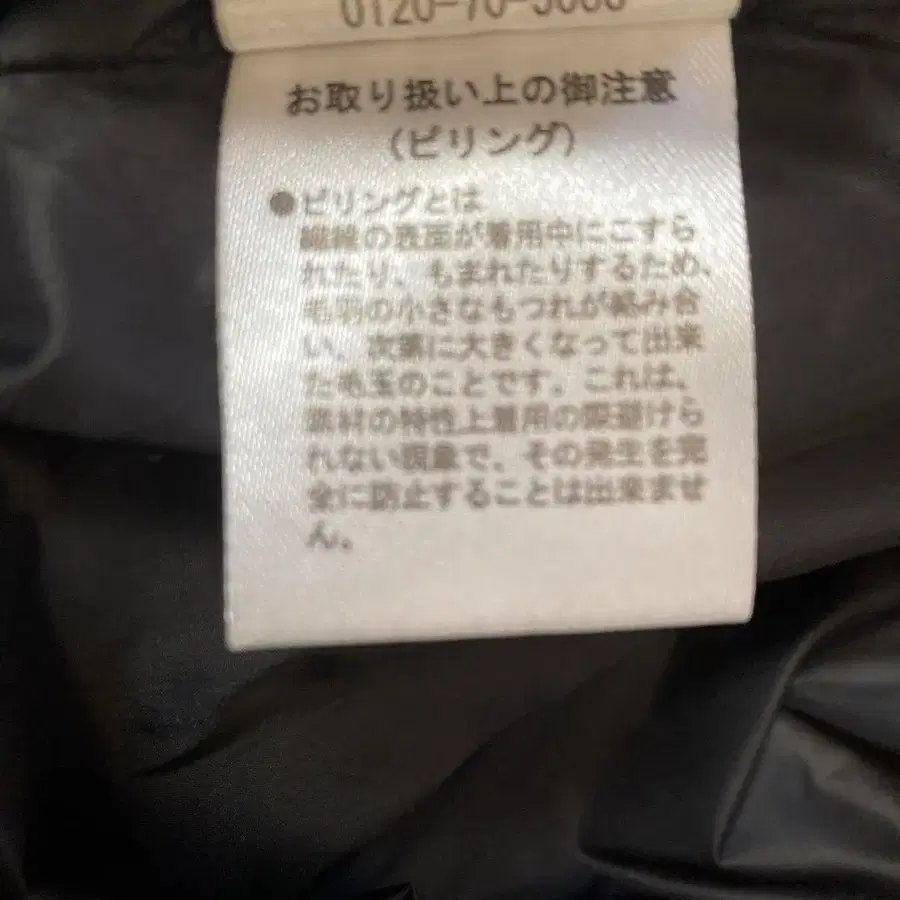 お取り扱い上の御注意
(ピリング)
●ピリングとは
繊維の表面が着用中にこすら
れたり、もまれたりするため、
毛羽の小さなもつれが絡み合
い、次第に大きくなって出来
た毛玉のことです。これは、
素材の特性上着用の際避けら
れない現象で、その発生を完
全に防止することは出来ませ
ん。